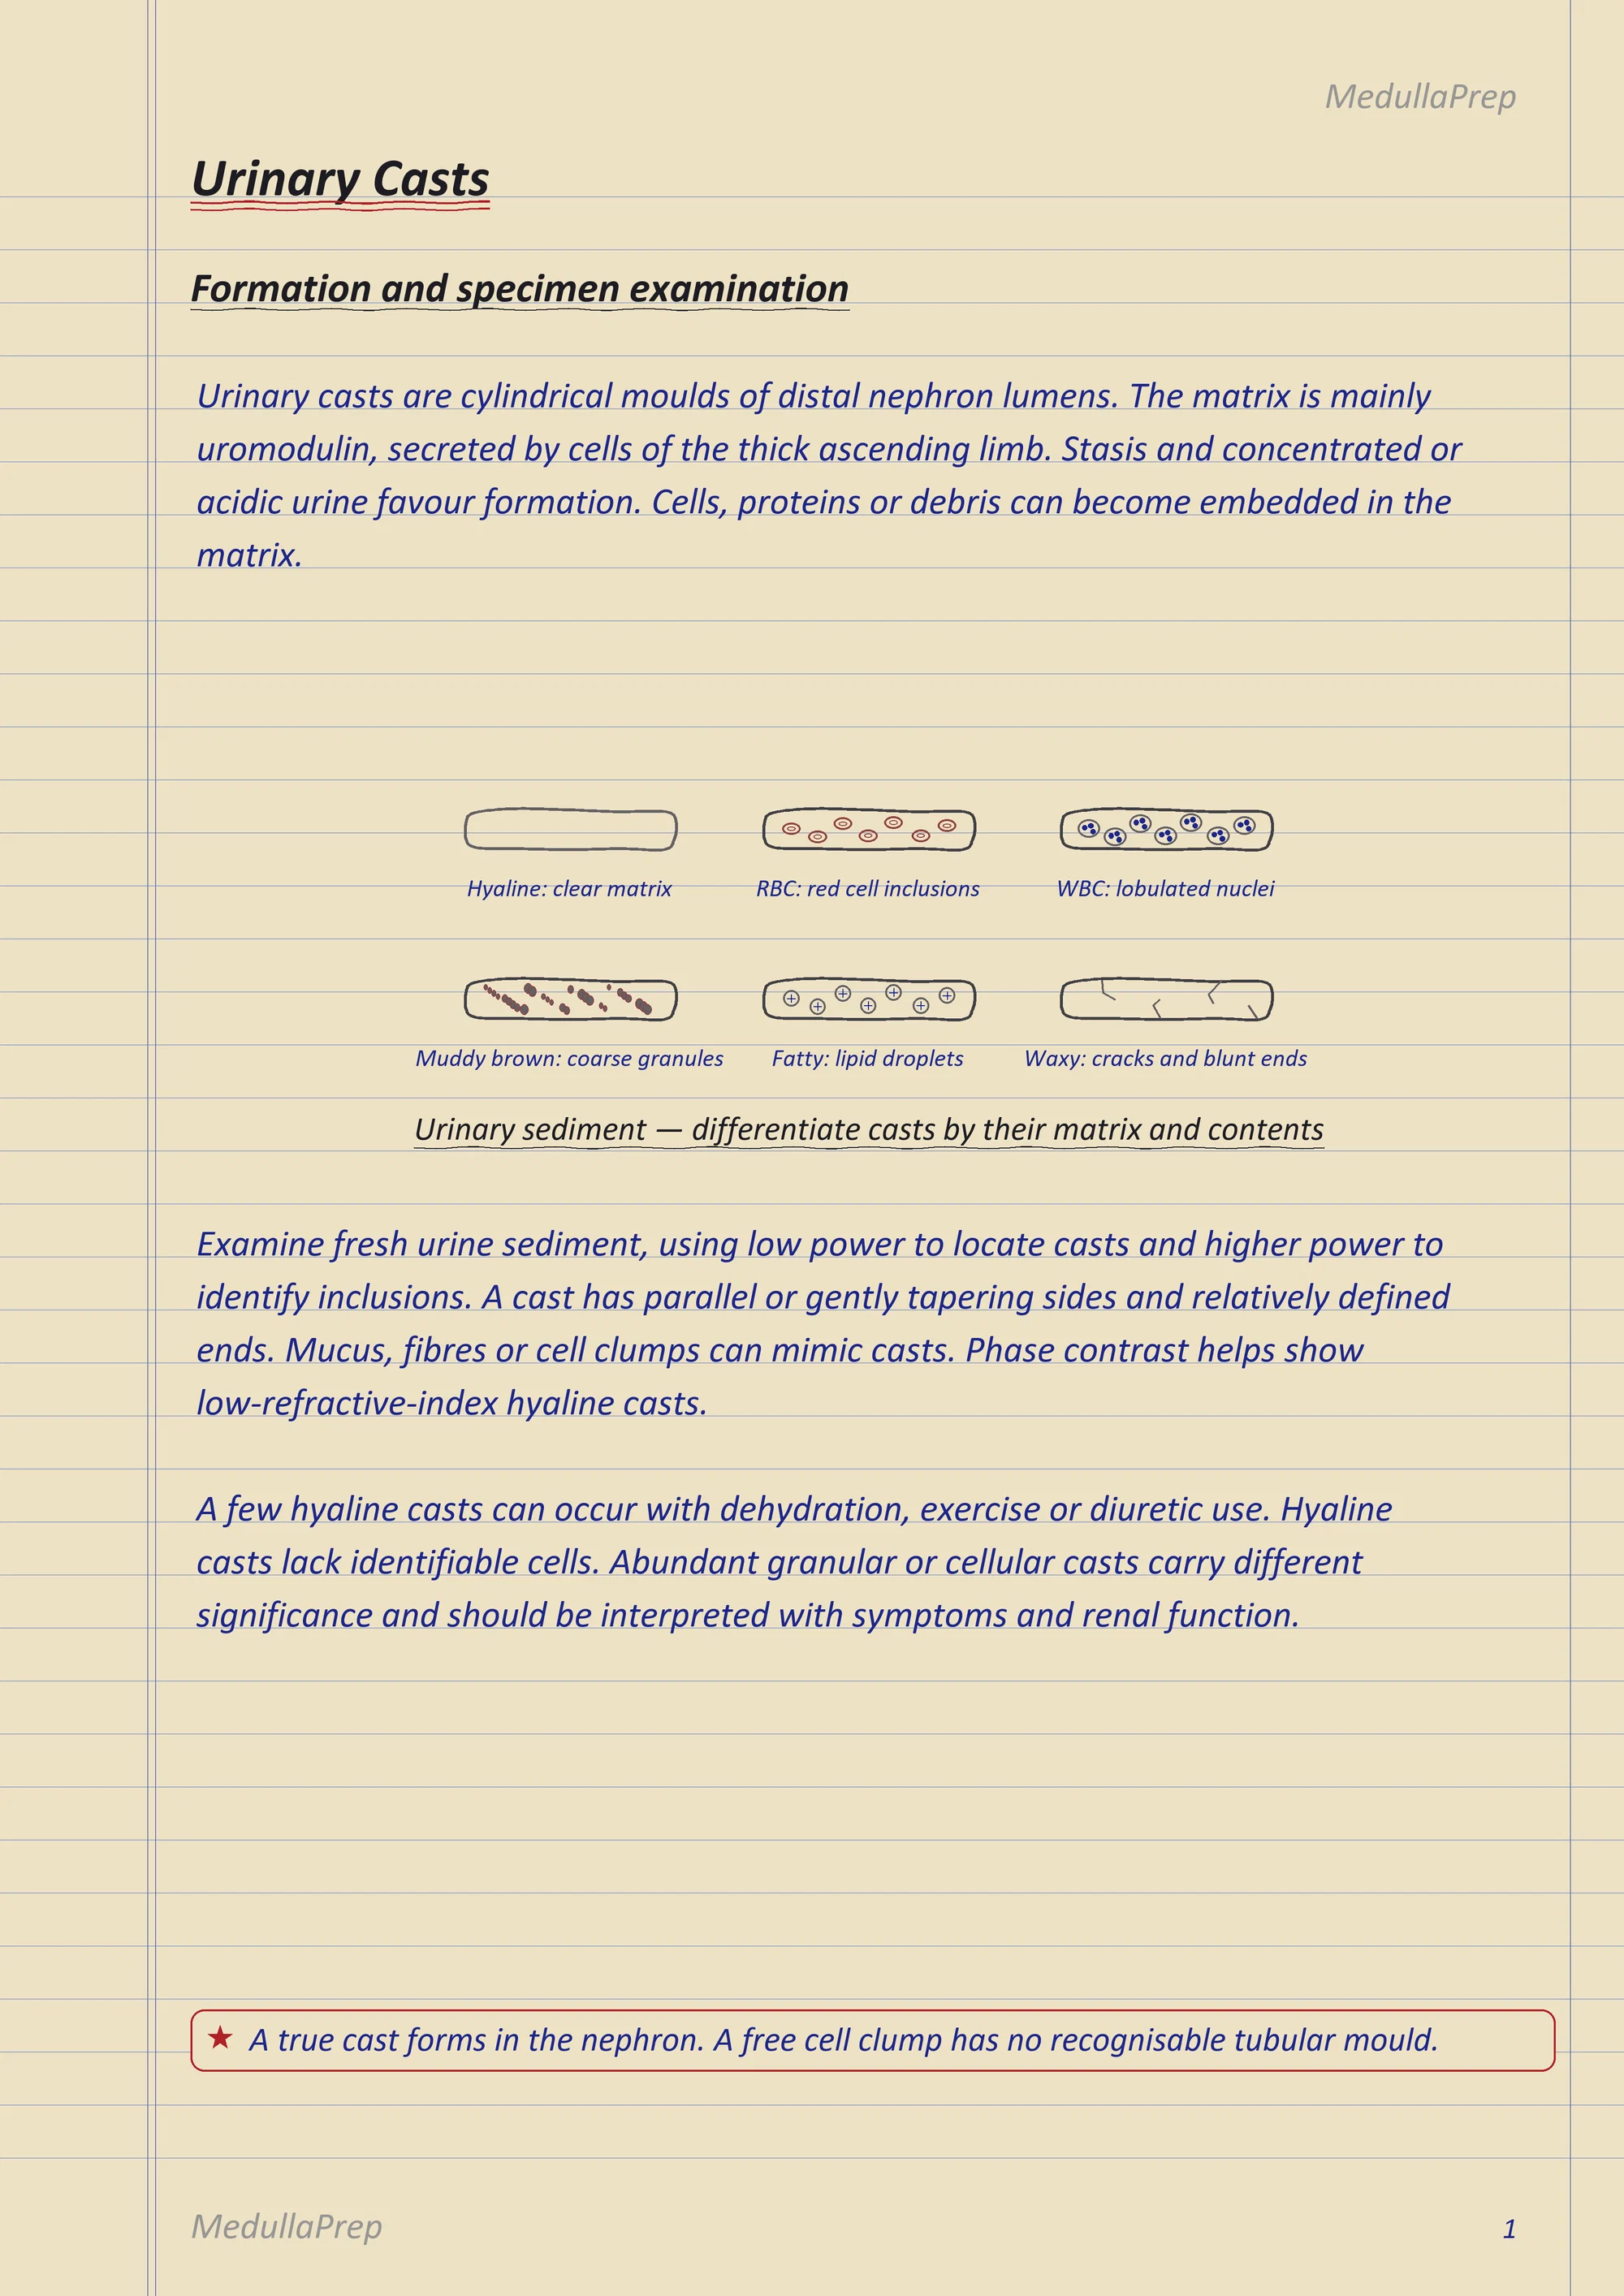 MedullaPrep
Urinary Casts
Formation and specimen examination
Urinary casts are cylindrical moulds of distal nephron lumens. The matrix is mainly
uromodulin, secreted by cells of the thick ascending limb. Stasis and concentrated or
acidic urine favour formation. Cells, proteins or debris can become embedded in the
matrix.
Hyaline: clear matrix
RBC: red cell inclusions
WBC: lobulated nuclei
Muddy brown: coarse granules
Fatty: lipid droplets
Waxy: cracks and blunt ends
Urinary sediment — differentiate casts by their matrix and contents
Examine fresh urine sediment, using low power to locate casts and higher power to
identify inclusions. A cast has parallel or gently tapering sides and relatively defined
ends. Mucus, fibres or cell clumps can mimic casts. Phase contrast helps show
low-refractive-index hyaline casts.
A few hyaline casts can occur with dehydration, exercise or diuretic use. Hyaline
casts lack identifiable cells. Abundant granular or cellular casts carry different
significance and should be interpreted with symptoms and renal function.
★ A true cast forms in the nephron. A free cell clump has no recognisable tubular mould.
MedullaPrep
1